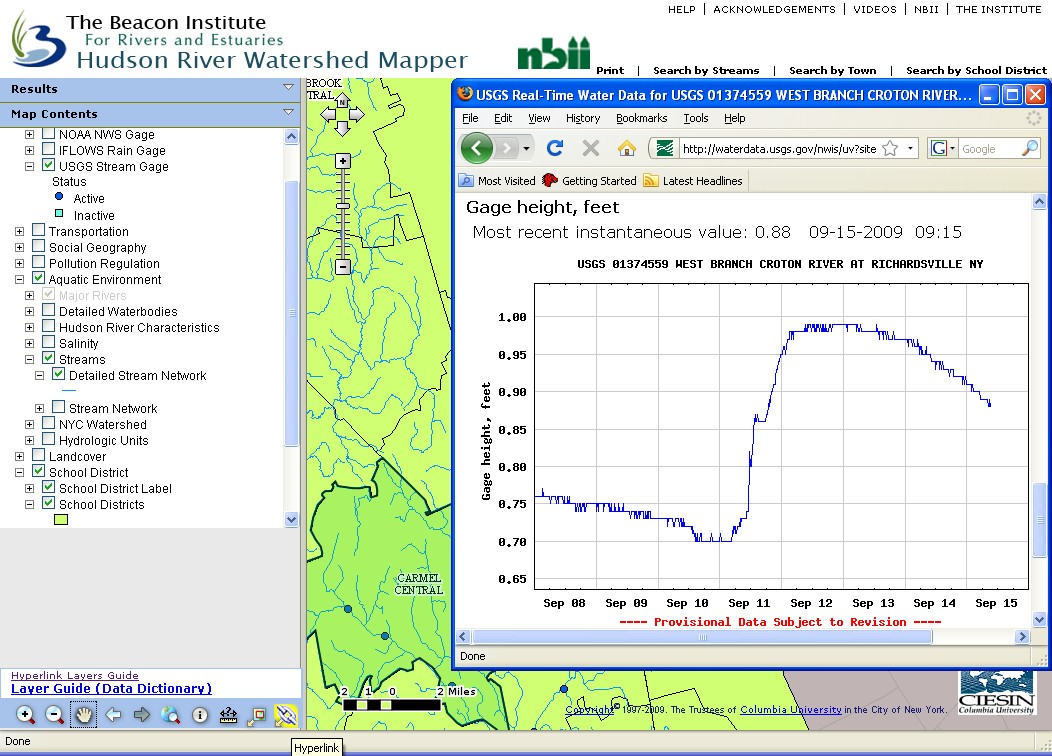 HELP | ACKNOWLEDGEMENTS | VIDEOS | NBII | THE INSTITUTE
The Beacon Institute
For Rivers and Estuaries
Hudson River Watershed Mapper
nbii
Print | Search by Streams | Search by Town | Search by School District
Results
Map Contents
NOAA NWS Gage
IFLOWS Rain Gage
USGS Stream Gage
Status
Active
Inactive
Transportation
Social Geography
Pollution Regulation
Aquatic Environment
Major Rivers
Detailed Waterbodies
Hudson River Characteristics
Salinity
Streams
Detailed Stream Network
Stream Network
NYC Watershed
Hydrologic Units
Landcover
School District
School District Label
School Districts
Hyperlink Layers Guide
Layer Guide (Data Dictionary)
Done
Hyperlink
BROOK
TRAL
N
CARMEL
CENTRAL
2 1 0 2 Miles
USGS Real-Time Water Data for USGS 01374559 WEST BRANCH CROTON RIVER...
File Edit View History Bookmarks Tools Help
http://waterdata.usgs.gov/nwis/uv?site
G Google
Most Visited Getting Started Latest Headlines
Gage height, feet
Most recent instantaneous value: 0.88 09-15-2009 09:15
USGS 01374559 WEST BRANCH CROTON RIVER AT RICHARDSVILLE NY
Gage height, feet
1.00
0.95
0.90
0.85
0.80
0.75
0.70
0.65
Sep 08 Sep 09 Sep 10 Sep 11 Sep 12 Sep 13 Sep 14 Sep 15
---- Provisional Data Subject to Revision ----
Done
Copyright© 1997-2009. The Trustees of Columbia University in the City of New York.
CIESIN
Columbia University